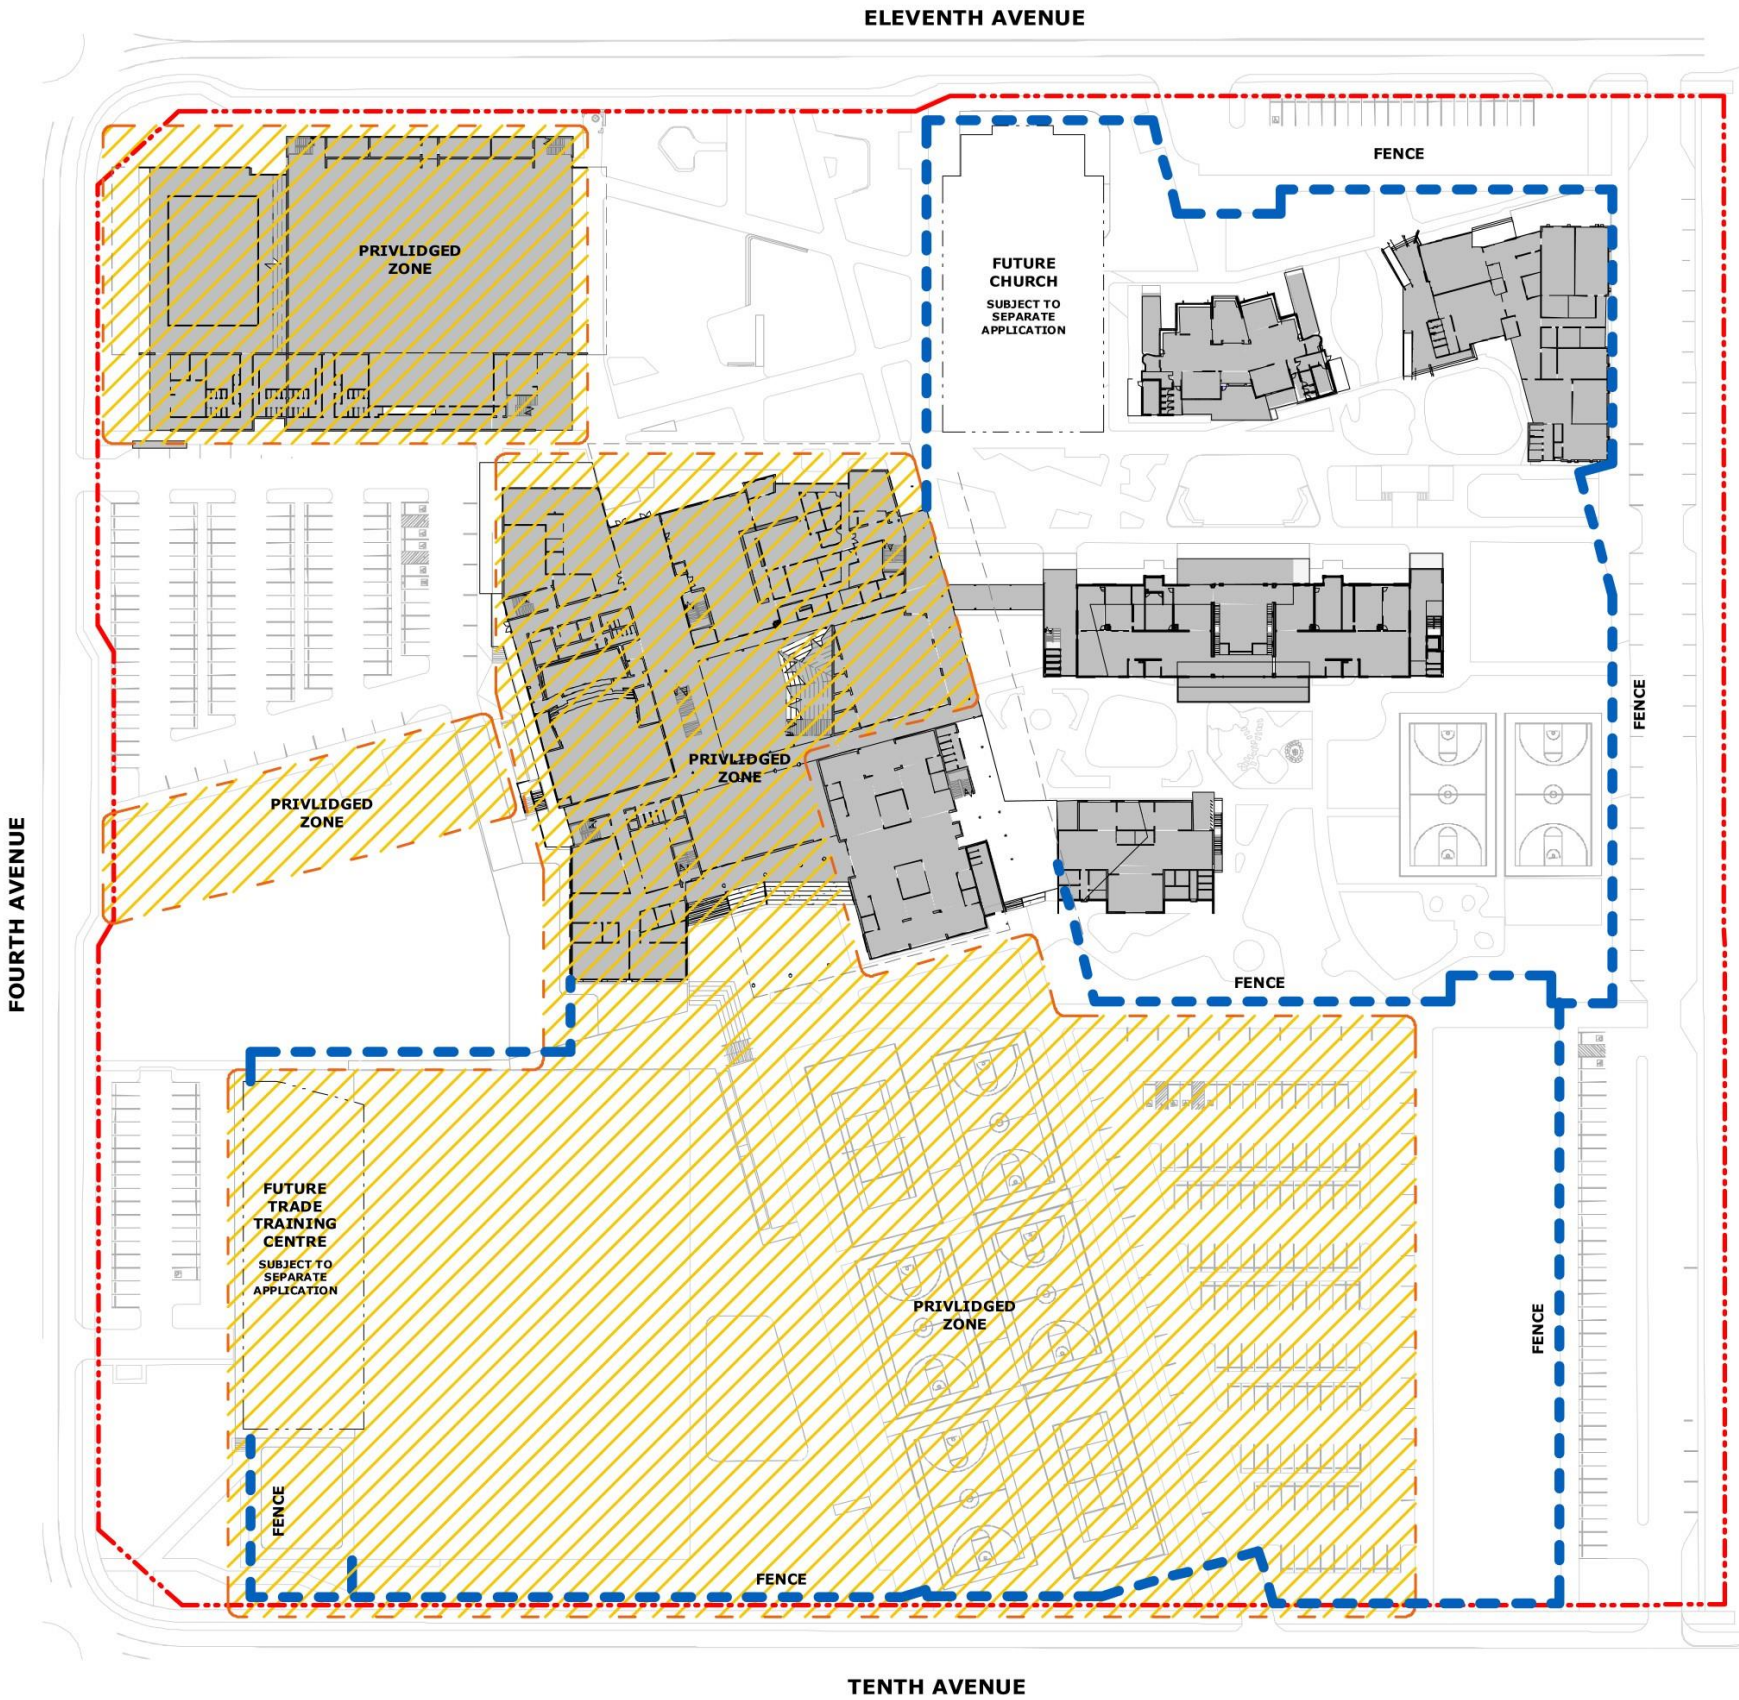 ELEVENTH AVENUE
FENCE
PRIVLIDGED
ZONE
FUTURE
CHURCH
SUBJECT TO
SEPARATE
APPLICATION
FENCE
PRIVLIDGED
ZONE
PRIVLIDGED
ZONE
FOURTH AVENUE
FENCE
FUTURE
TRADE
TRAINING
CENTRE
SUBJECT TO
SEPARATE
APPLICATION
PRIVLIDGED
ZONE
FENCE
FENCE
FENCE
TENTH AVENUE